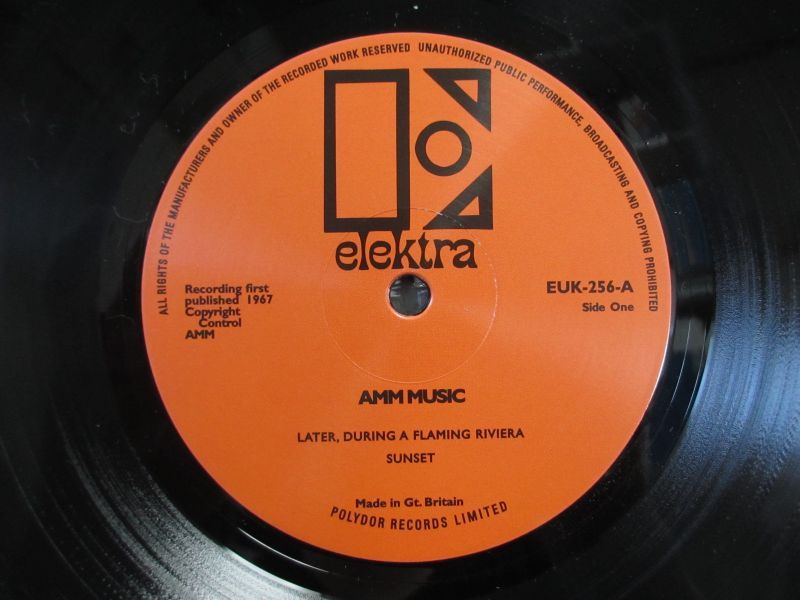 ALL RIGHTS OF THE MANUFACTURERS AND OWNER OF THE RECORDED WORK RESERVED UNAUTHORIZED PUBLIC PERFORMANCE, BROADCASTING AND COPYING PROHIBITED
elektra
Recording first
published 1967
Copyright
Control
AMM
EUK-256-A
Side One
AMM MUSIC
LATER, DURING A FLAMING RIVIERA
SUNSET
Made in Gt. Britain
POLYDOR RECORDS LIMITED